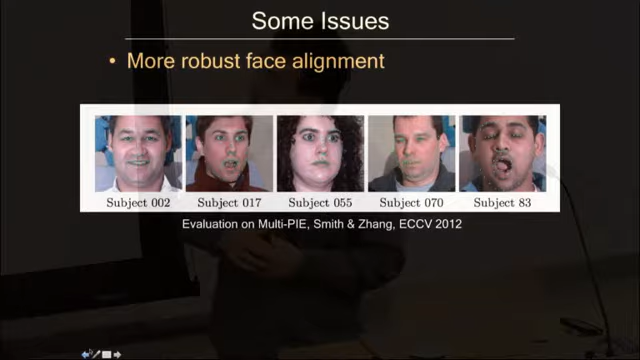 Some Issues
• More robust face alignment
Subject 002 Subject 017 Subject 055 Subject 070 Subject 83
Evaluation on Multi-PIE, Smith & Zhang, ECCV 2012